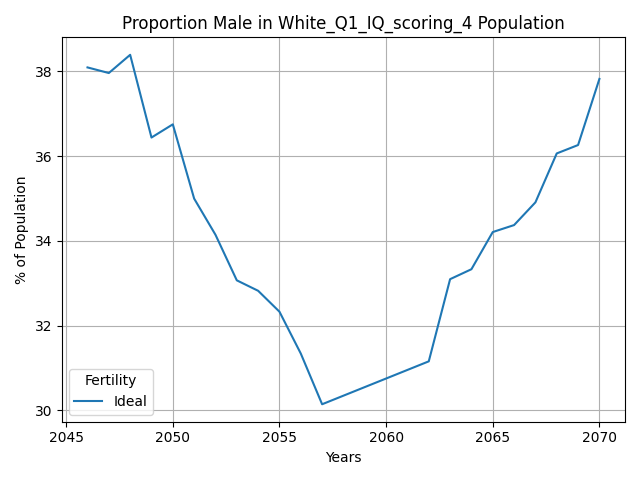 Proportion Male in White_Q1_IQ_scoring_4 Population
% of Population
38
36
34
32
30
Fertility
Ideal
2045
2050
2055
2060
2065
2070
Years